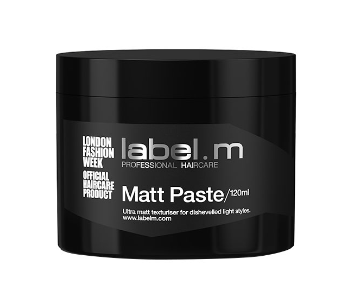 LONDON
FASHION
WEEK
OFFICIAL
HAIRCARE
PRODUCT
label.m
PROFESSIONAL HAIRCARE
Matt Paste/120ml
Ultra matt texturiser for dishevelled light styles.
www.labelm.com